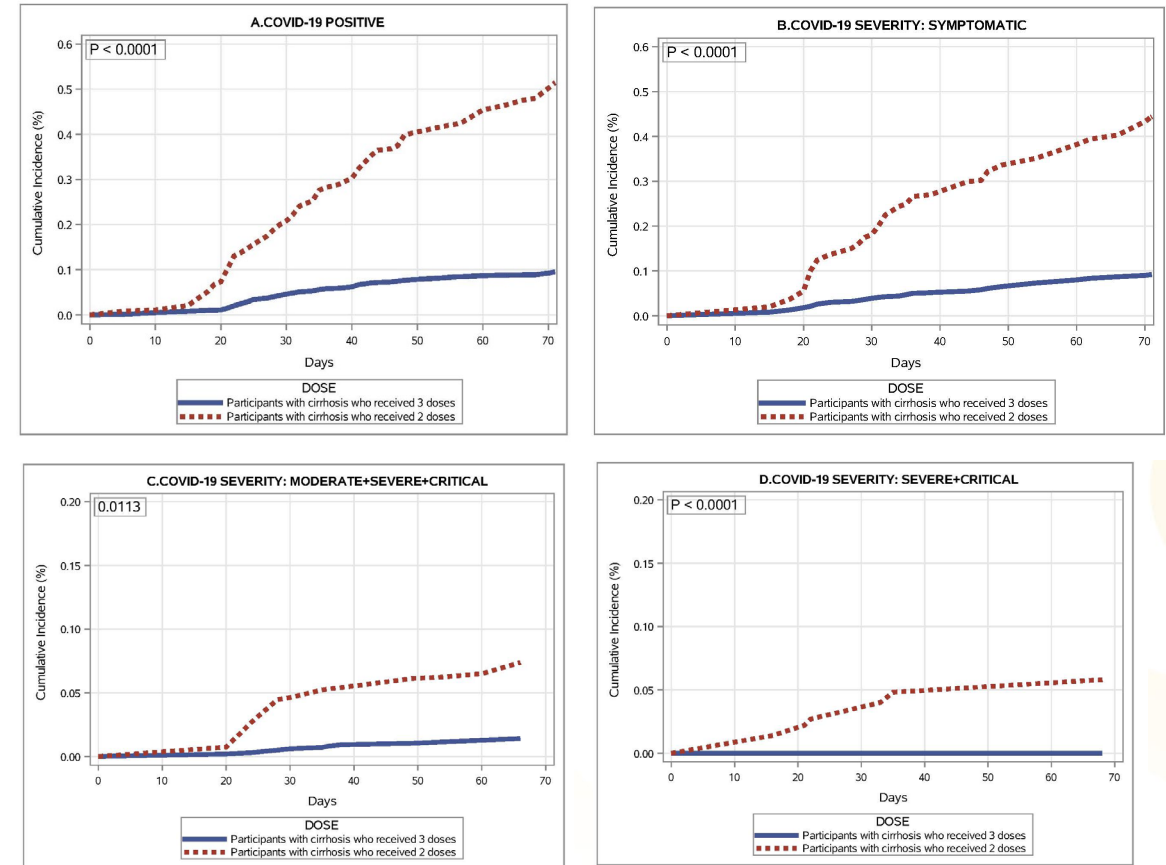 A.COVID-19 POSITIVE
P < 0.0001
Cumulative Incidence (%)
0.6
0.5
0.4
0.3
0.2
0.1
0.0
0 10 20 30 40 50 60 70
Days
DOSE
Participants with cirrhosis who received 3 doses
Participants with cirrhosis who received 2 doses
B.COVID-19 SEVERITY: SYMPTOMATIC
P < 0.0001
Cumulative Incidence (%)
0.6
0.5
0.4
0.3
0.2
0.1
0.0
0 10 20 30 40 50 60 70
Days
DOSE
Participants with cirrhosis who received 3 doses
Participants with cirrhosis who received 2 doses
C.COVID-19 SEVERITY: MODERATE+SEVERE+CRITICAL
0.0113
Cumulative Incidence (%)
0.20
0.15
0.10
0.05
0.00
0 10 20 30 40 50 60 70
Days
DOSE
Participants with cirrhosis who received 3 doses
Participants with cirrhosis who received 2 doses
D.COVID-19 SEVERITY: SEVERE+CRITICAL
P < 0.0001
Cumulative Incidence (%)
0.20
0.15
0.10
0.05
0.00
0 10 20 30 40 50 60 70
Days
DOSE
Participants with cirrhosis who received 3 doses
Participants with cirrhosis who received 2 doses